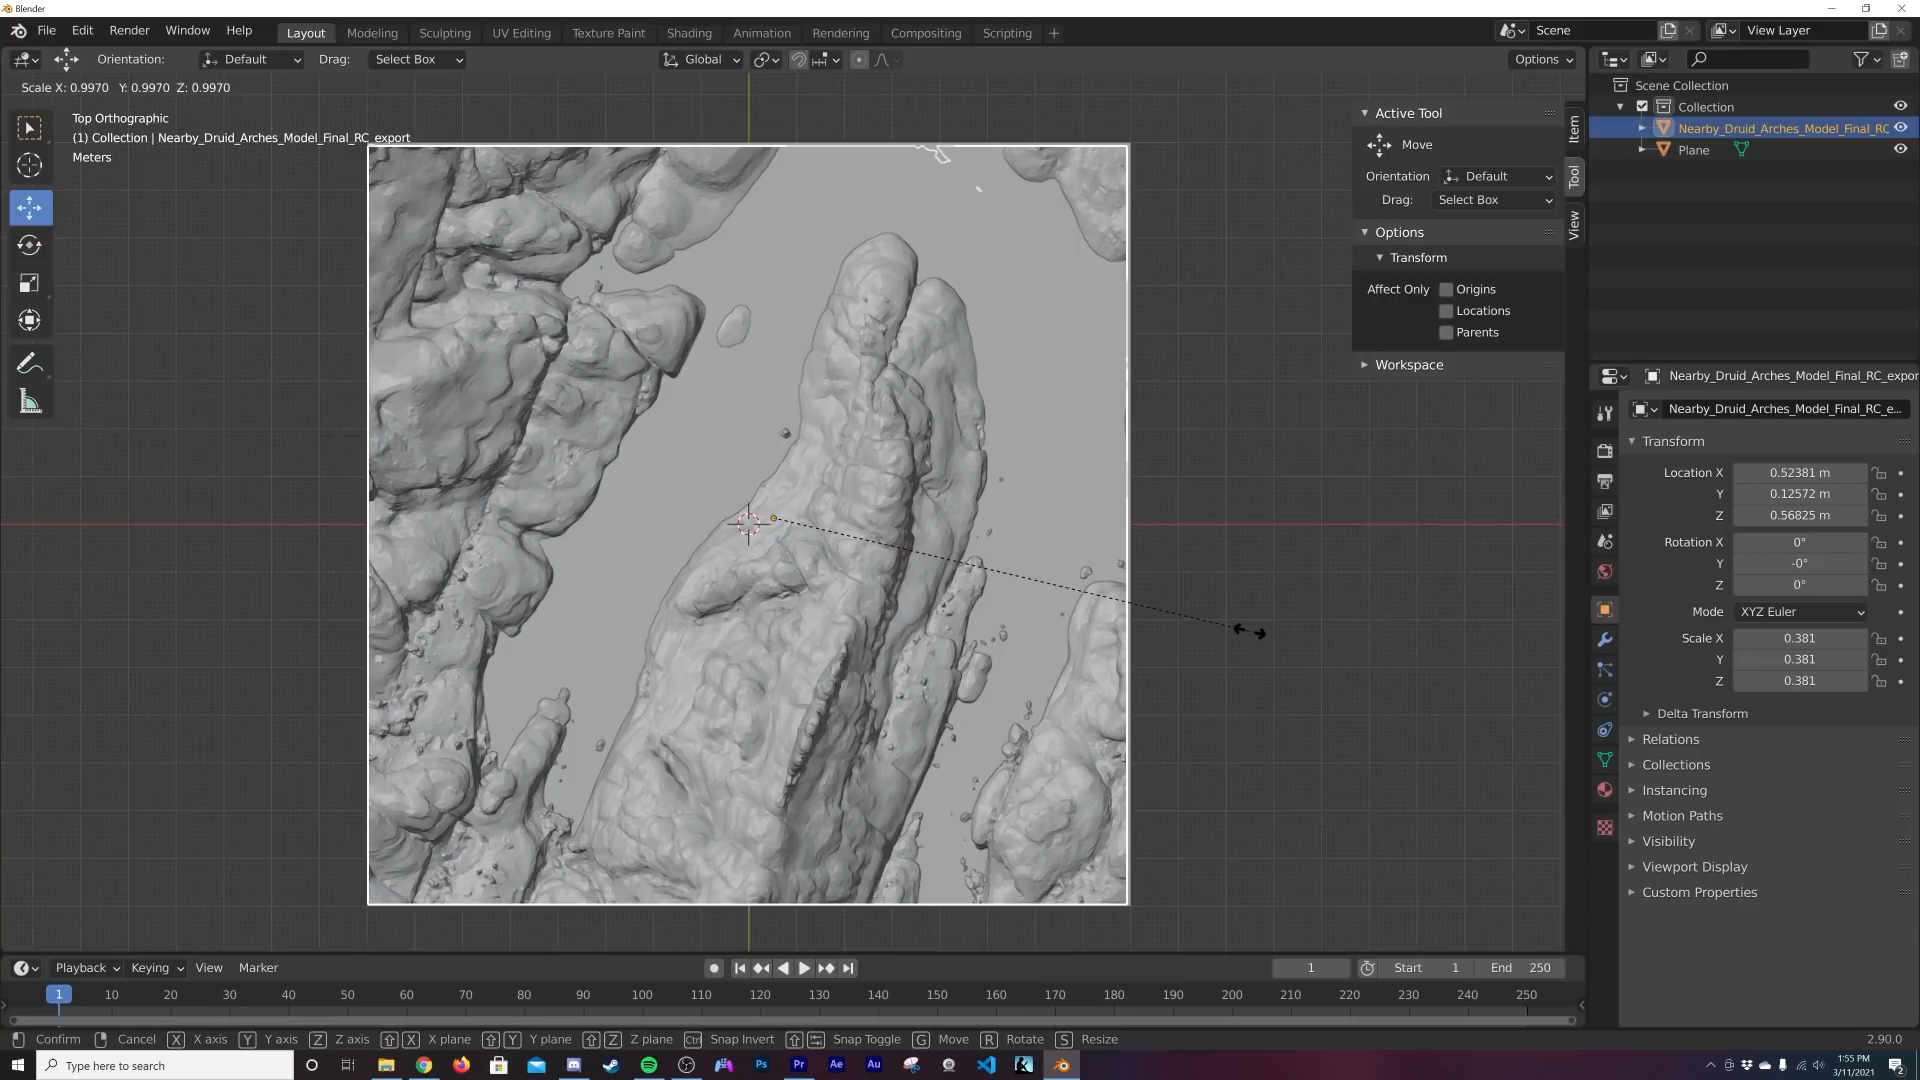 Blender
File Edit Render Window Help Layout Modeling Sculpting UV Editing Texture Paint Shading Animation Rendering Compositing Scripting + Scene View Layer
Orientation: Default Drag: Select Box Global Options
Scale X: 0.9970 Y: 0.9970 Z: 0.9970
Top Orthographic
(1) Collection | Nearby_Druid_Arches_Model_Final_RC_export
Meters
Active Tool
Move
Orientation Default
Drag: Select Box
Options
Transform
Affect Only Origins
Locations
Parents
Workspace
Item
Tool
View
Scene Collection
Collection
Nearby_Druid_Arches_Model_Final_RC
Plane
Nearby_Druid_Arches_Model_Final_RC_expor
Nearby_Druid_Arches_Model_Final_RC_e...
Transform
Location X 0.52381 m
Y 0.12572 m
Z 0.56825 m
Rotation X 0°
Y -0°
Z 0°
Mode XYZ Euler
Scale X 0.381
Y 0.381
Z 0.381
Delta Transform
Relations
Collections
Instancing
Motion Paths
Visibility
Viewport Display
Custom Properties
Playback Keying View Marker 1 Start 1 End 250
1 10 20 30 40 50 60 70 80 90 100 110 120 130 140 150 160 170 180 190 200 210 220 230 240 250
Confirm Cancel X X axis Y Y axis Z Z axis X X plane Y Y plane Z Z plane Ctrl Snap Invert Snap Toggle G Move R Rotate S Resize 2.90.0
Type here to search Ps Pr Ae Au K 1:55 PM
3/11/2021 2